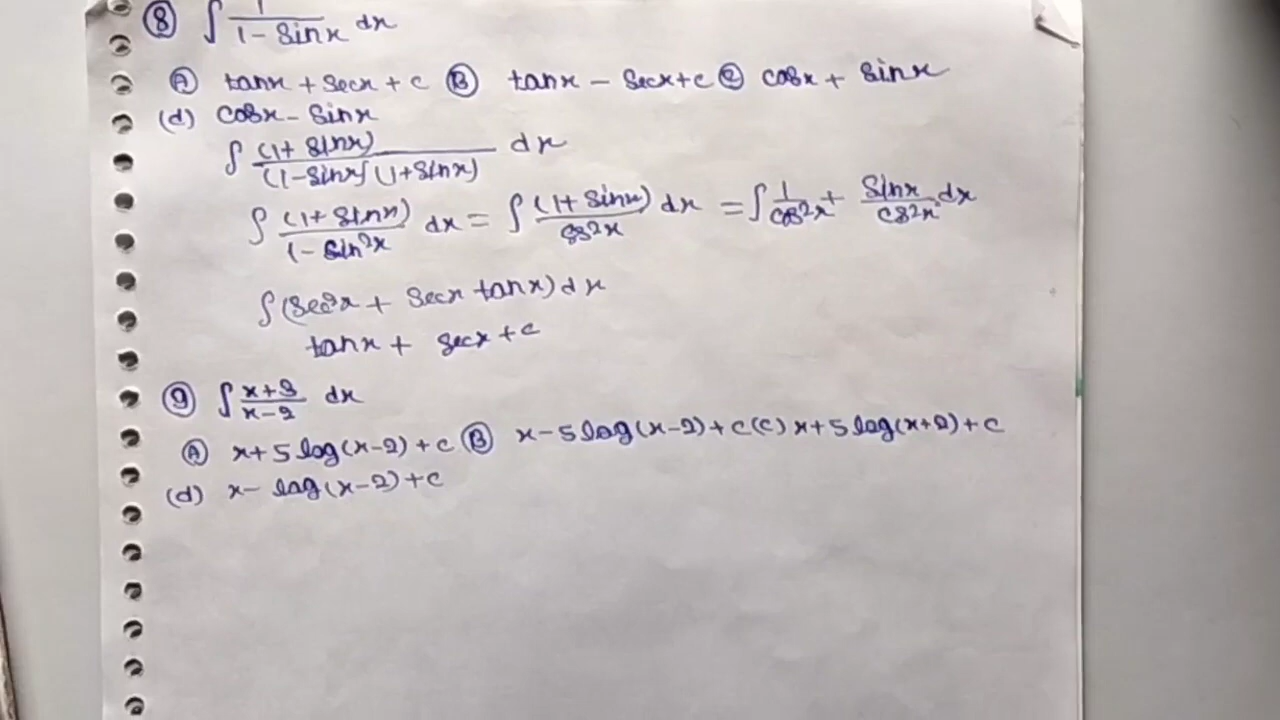 ⑧ ∫ 1/(1 - sinx) dx
Ⓐ tanx + secx + c Ⓑ tanx - secx + c Ⓒ cosx + sinx
(d) cosx - sinx
∫ (1 + sinx)/((1 - sinx)(1 + sinx)) dx
∫ (1 + sinx)/(1 - sin²x) dx = ∫ (1 + sinx)/cos²x dx = ∫ 1/cos²x + sinx/cos²x dx
∫ (sec²x + secx tanx) dx
tanx + secx + c
⑨ ∫ (x+3)/(x-2) dx
Ⓐ x + 5 log(x-2) + c Ⓑ x - 5 log(x-2) + c (c) x + 5 log(x+2) + c
(d) x - log(x-2) + c